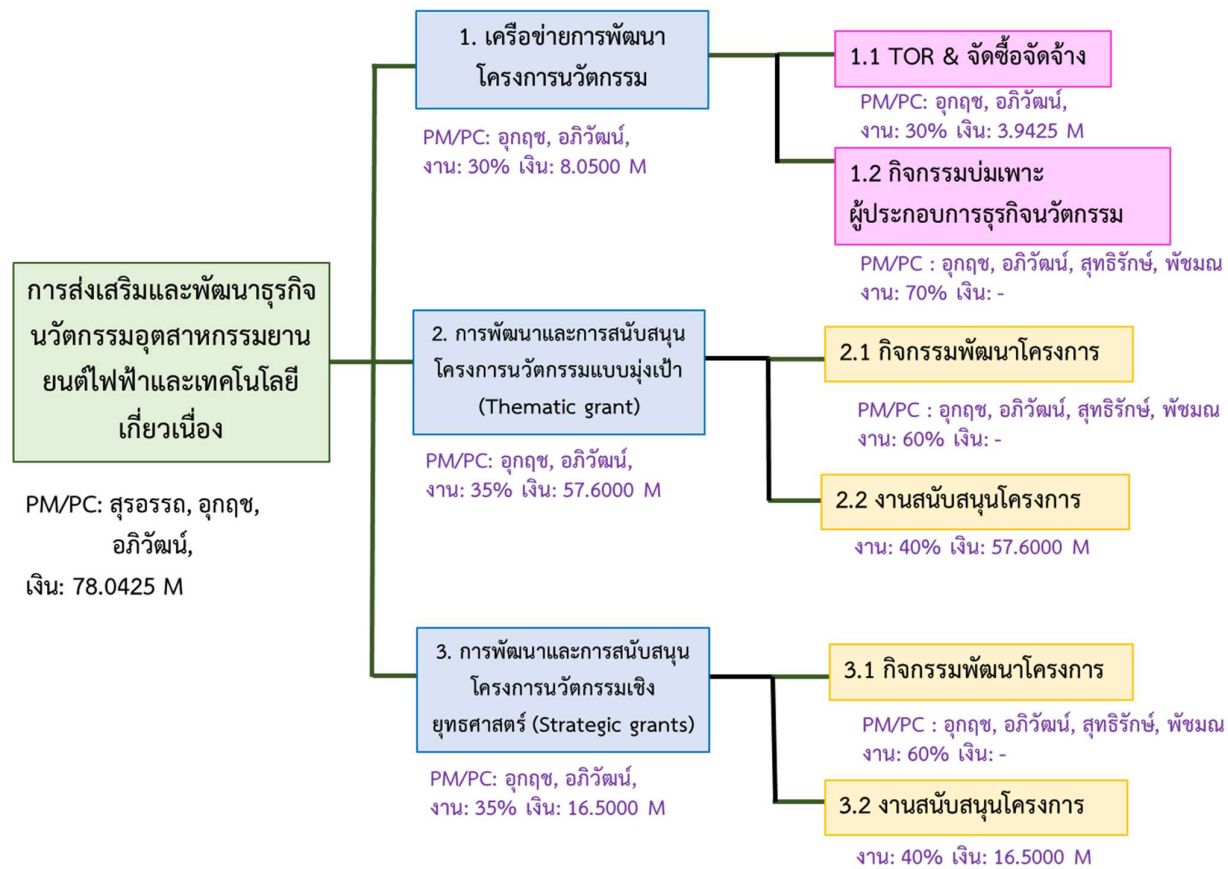 การส่งเสริมและพัฒนาธุรกิจ
นวัตกรรมอุตสาหกรรมยาน
ยนต์ไฟฟ้าและเทคโนโลยี
เกี่ยวเนื่อง
PM/PC: สุรอรรถ, อุกฤช,
อภิวัฒน์,
เงิน: 78.0425 M
1. เครือข่ายการพัฒนา
โครงการนวัตกรรม
PM/PC: อุกฤช, อภิวัฒน์,
งาน: 30% เงิน: 8.0500 M
1.1 TOR & จัดซื้อจัดจ้าง
PM/PC: อุกฤช, อภิวัฒน์,
งาน: 30% เงิน: 3.9425 M
1.2 กิจกรรมบ่มเพาะ
ผู้ประกอบการธุรกิจนวัตกรรม
PM/PC : อุกฤช, อภิวัฒน์, สุทธิรักษ์, พัชมณ
งาน: 70% เงิน: -
2. การพัฒนาและการสนับสนุน
โครงการนวัตกรรมแบบมุ่งเป้า
(Thematic grant)
PM/PC: อุกฤช, อภิวัฒน์,
งาน: 35% เงิน: 57.6000 M
2.1 กิจกรรมพัฒนาโครงการ
PM/PC : อุกฤช, อภิวัฒน์, สุทธิรักษ์, พัชมณ
งาน: 60% เงิน: -
2.2 งานสนับสนุนโครงการ
งาน: 40% เงิน: 57.6000 M
3. การพัฒนาและการสนับสนุน
โครงการนวัตกรรมเชิง
ยุทธศาสตร์ (Strategic grants)
PM/PC: อุกฤช, อภิวัฒน์,
งาน: 35% เงิน: 16.5000 M
3.1 กิจกรรมพัฒนาโครงการ
PM/PC : อุกฤช, อภิวัฒน์, สุทธิรักษ์, พัชมณ
งาน: 60% เงิน: -
3.2 งานสนับสนุนโครงการ
งาน: 40% เงิน: 16.5000 M